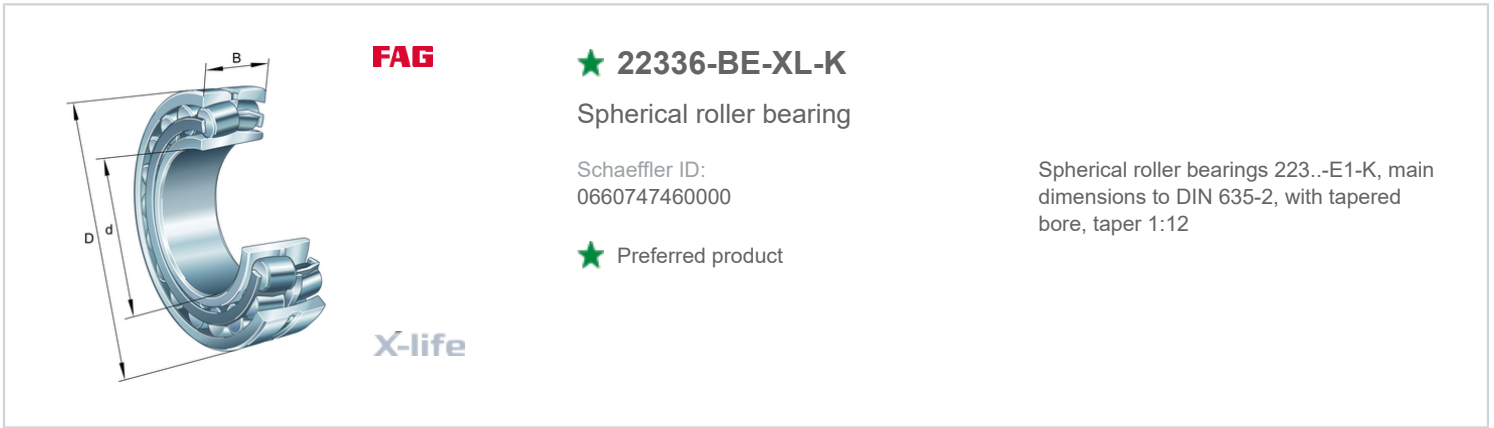 B
D
d
FAG
X-life
22336-BE-XL-K
Spherical roller bearing
Schaeffler ID:
0660747460000
Preferred product
Spherical roller bearings 223..-E1-K, main
dimensions to DIN 635-2, with tapered
bore, taper 1:12